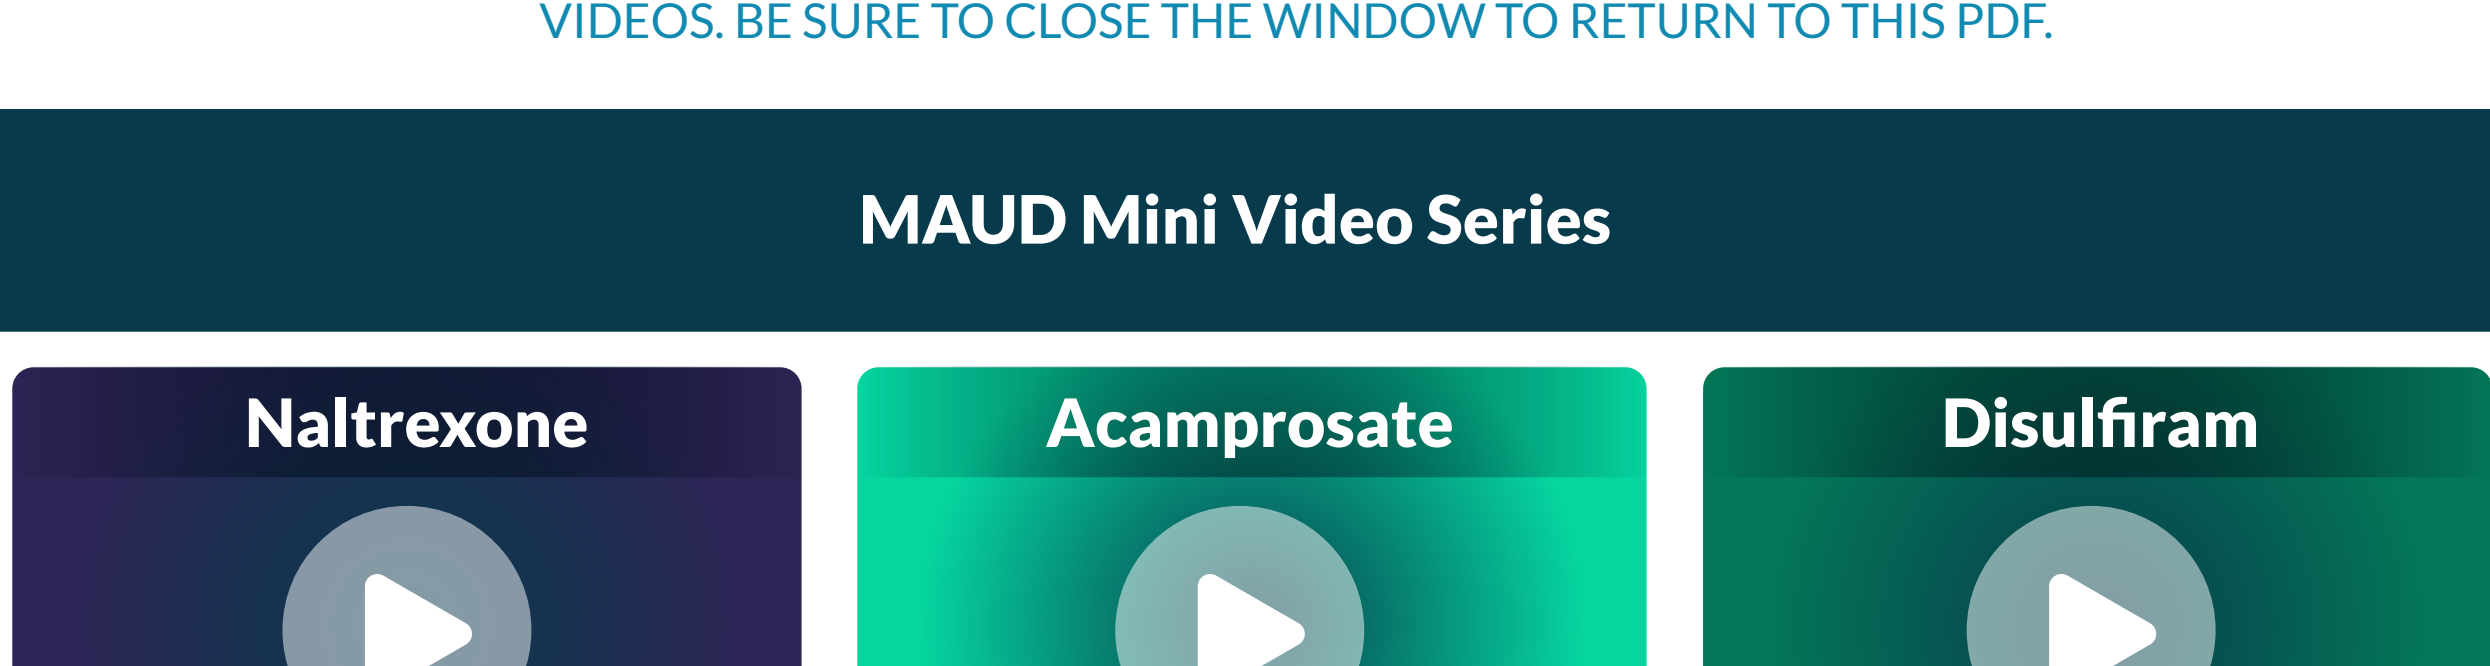 VIDEOS. BE SURE TO CLOSE THE WINDOW TO RETURN TO THIS PDF.
MAUD Mini Video Series
Naltrexone
Acamprosate
Disulfiram